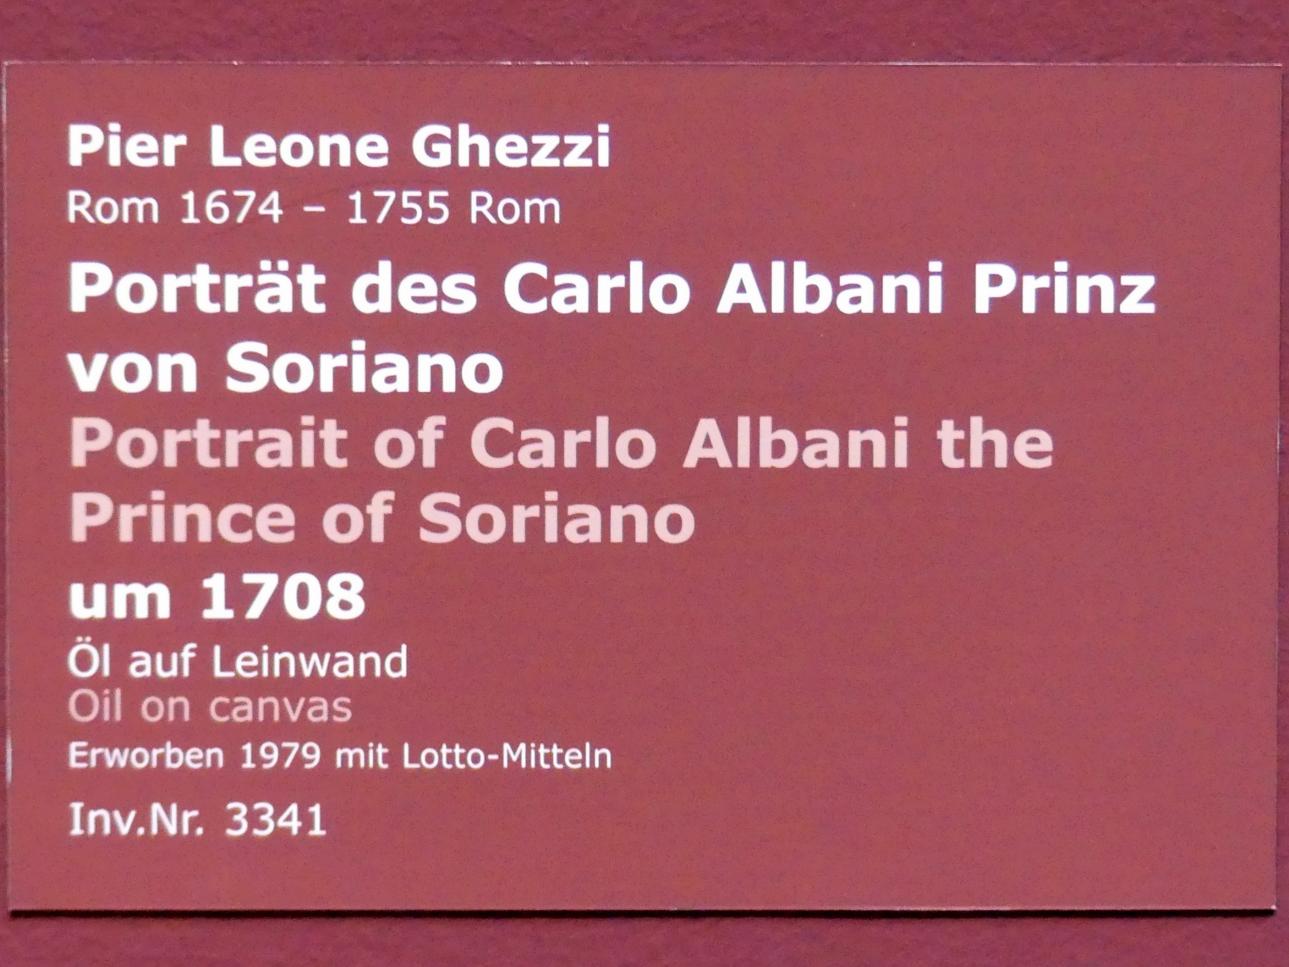 Pier Leone Ghezzi
Rom 1674 – 1755 Rom
Porträt des Carlo Albani Prinz
von Soriano
Portrait of Carlo Albani the
Prince of Soriano
um 1708
Öl auf Leinwand
Oil on canvas
Erworben 1979 mit Lotto-Mitteln
Inv.Nr. 3341